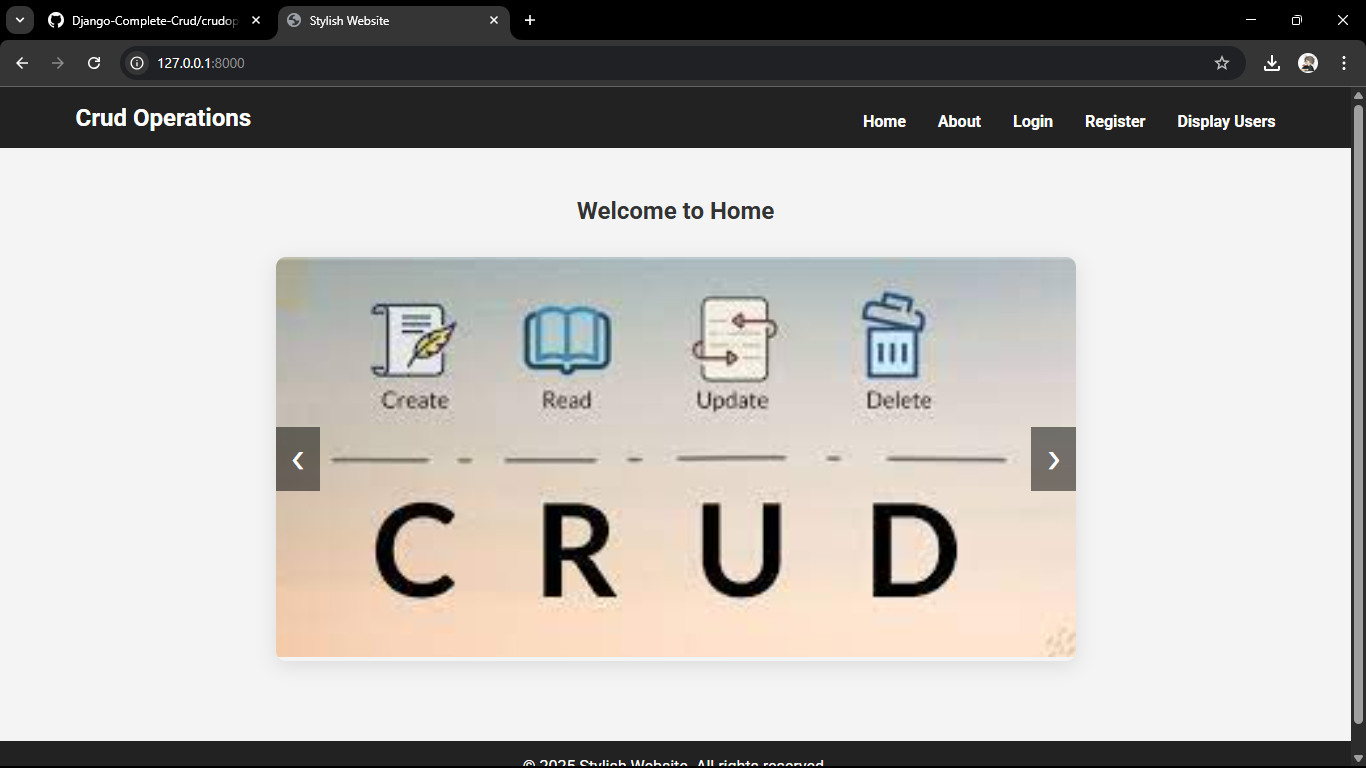 Django-Complete-Crud/crudop
Stylish Website
127.0.0.1:8000
Crud Operations
Home About Login Register Display Users
Welcome to Home
Create Read Update Delete
C R U D
© 2025 Stylish Website. All rights reserved.